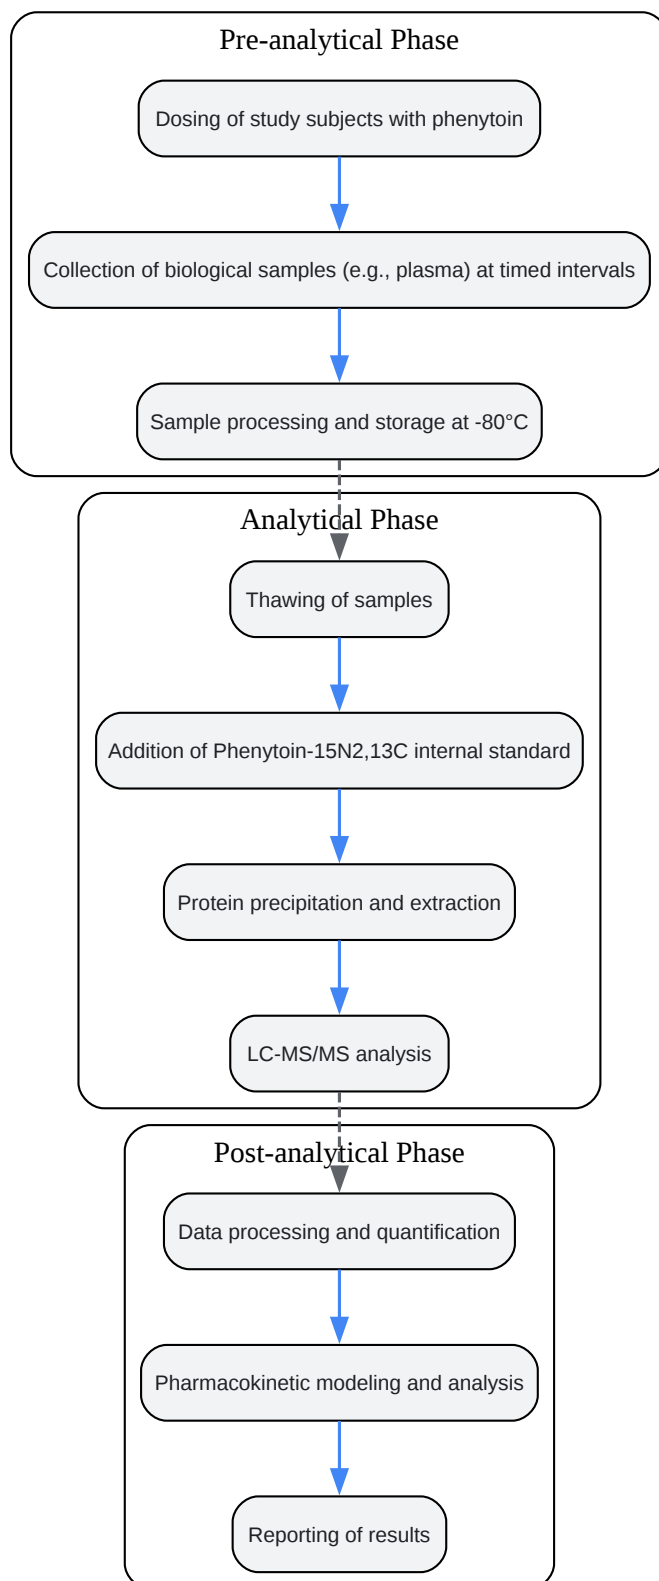 Pre-analytical Phase
Dosing of study subjects with phenytoin
Collection of biological samples (e.g., plasma) at timed intervals
Sample processing and storage at -80°C
Analytical Phase
Thawing of samples
Addition of Phenytoin-15N2,13C internal standard
Protein precipitation and extraction
LC-MS/MS analysis
Post-analytical Phase
Data processing and quantification
Pharmacokinetic modeling and analysis
Reporting of results